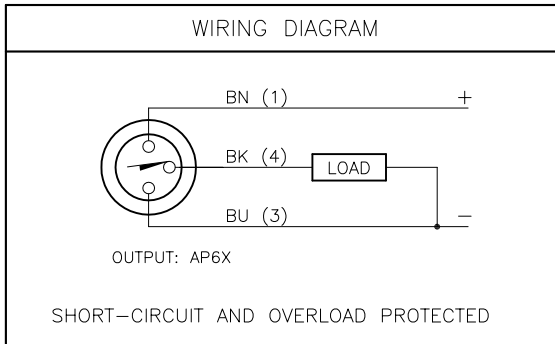 WIRING DIAGRAM
BN (1)
+
BK (4)
LOAD
BU (3)
−
OUTPUT: AP6X
SHORT−CIRCUIT AND OVERLOAD PROTECTED